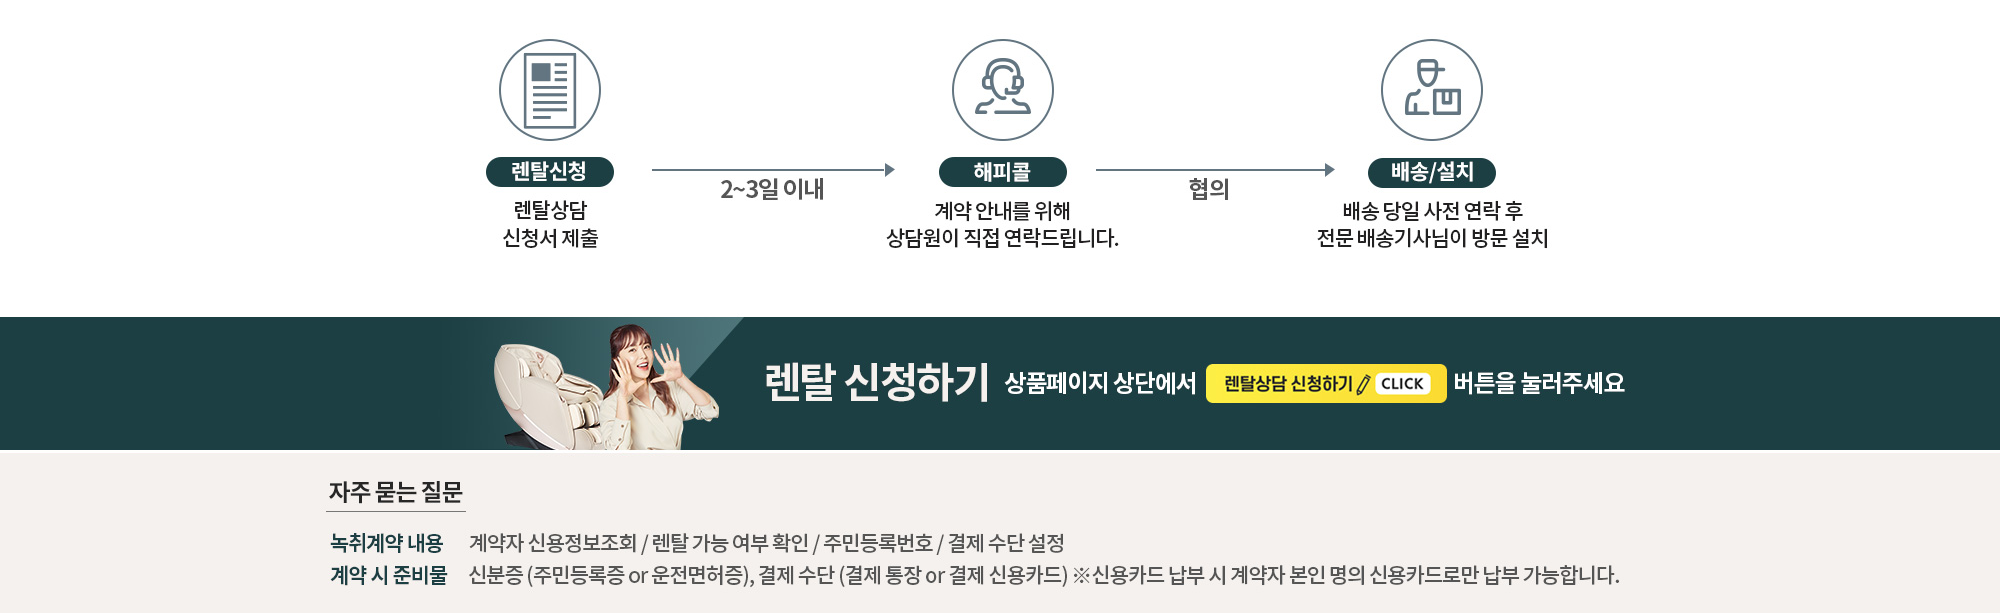 렌탈신청
렌탈상담
신청서 제출
2~3일 이내
해피콜
계약 안내를 위해
상담원이 직접 연락드립니다.
협의
배송/설치
배송 당일 사전 연락 후
전문 배송기사님이 방문 설치
렌탈 신청하기 상품페이지 상단에서 렌탈상담 신청하기 CLICK 버튼을 눌러주세요
자주 묻는 질문
녹취계약 내용 계약자 신용정보조회 / 렌탈 가능 여부 확인 / 주민등록번호 / 결제 수단 설정
계약 시 준비물 신분증 (주민등록증 or 운전면허증), 결제 수단 (결제 통장 or 결제 신용카드) ※신용카드 납부 시 계약자 본인 명의 신용카드로만 납부 가능합니다.